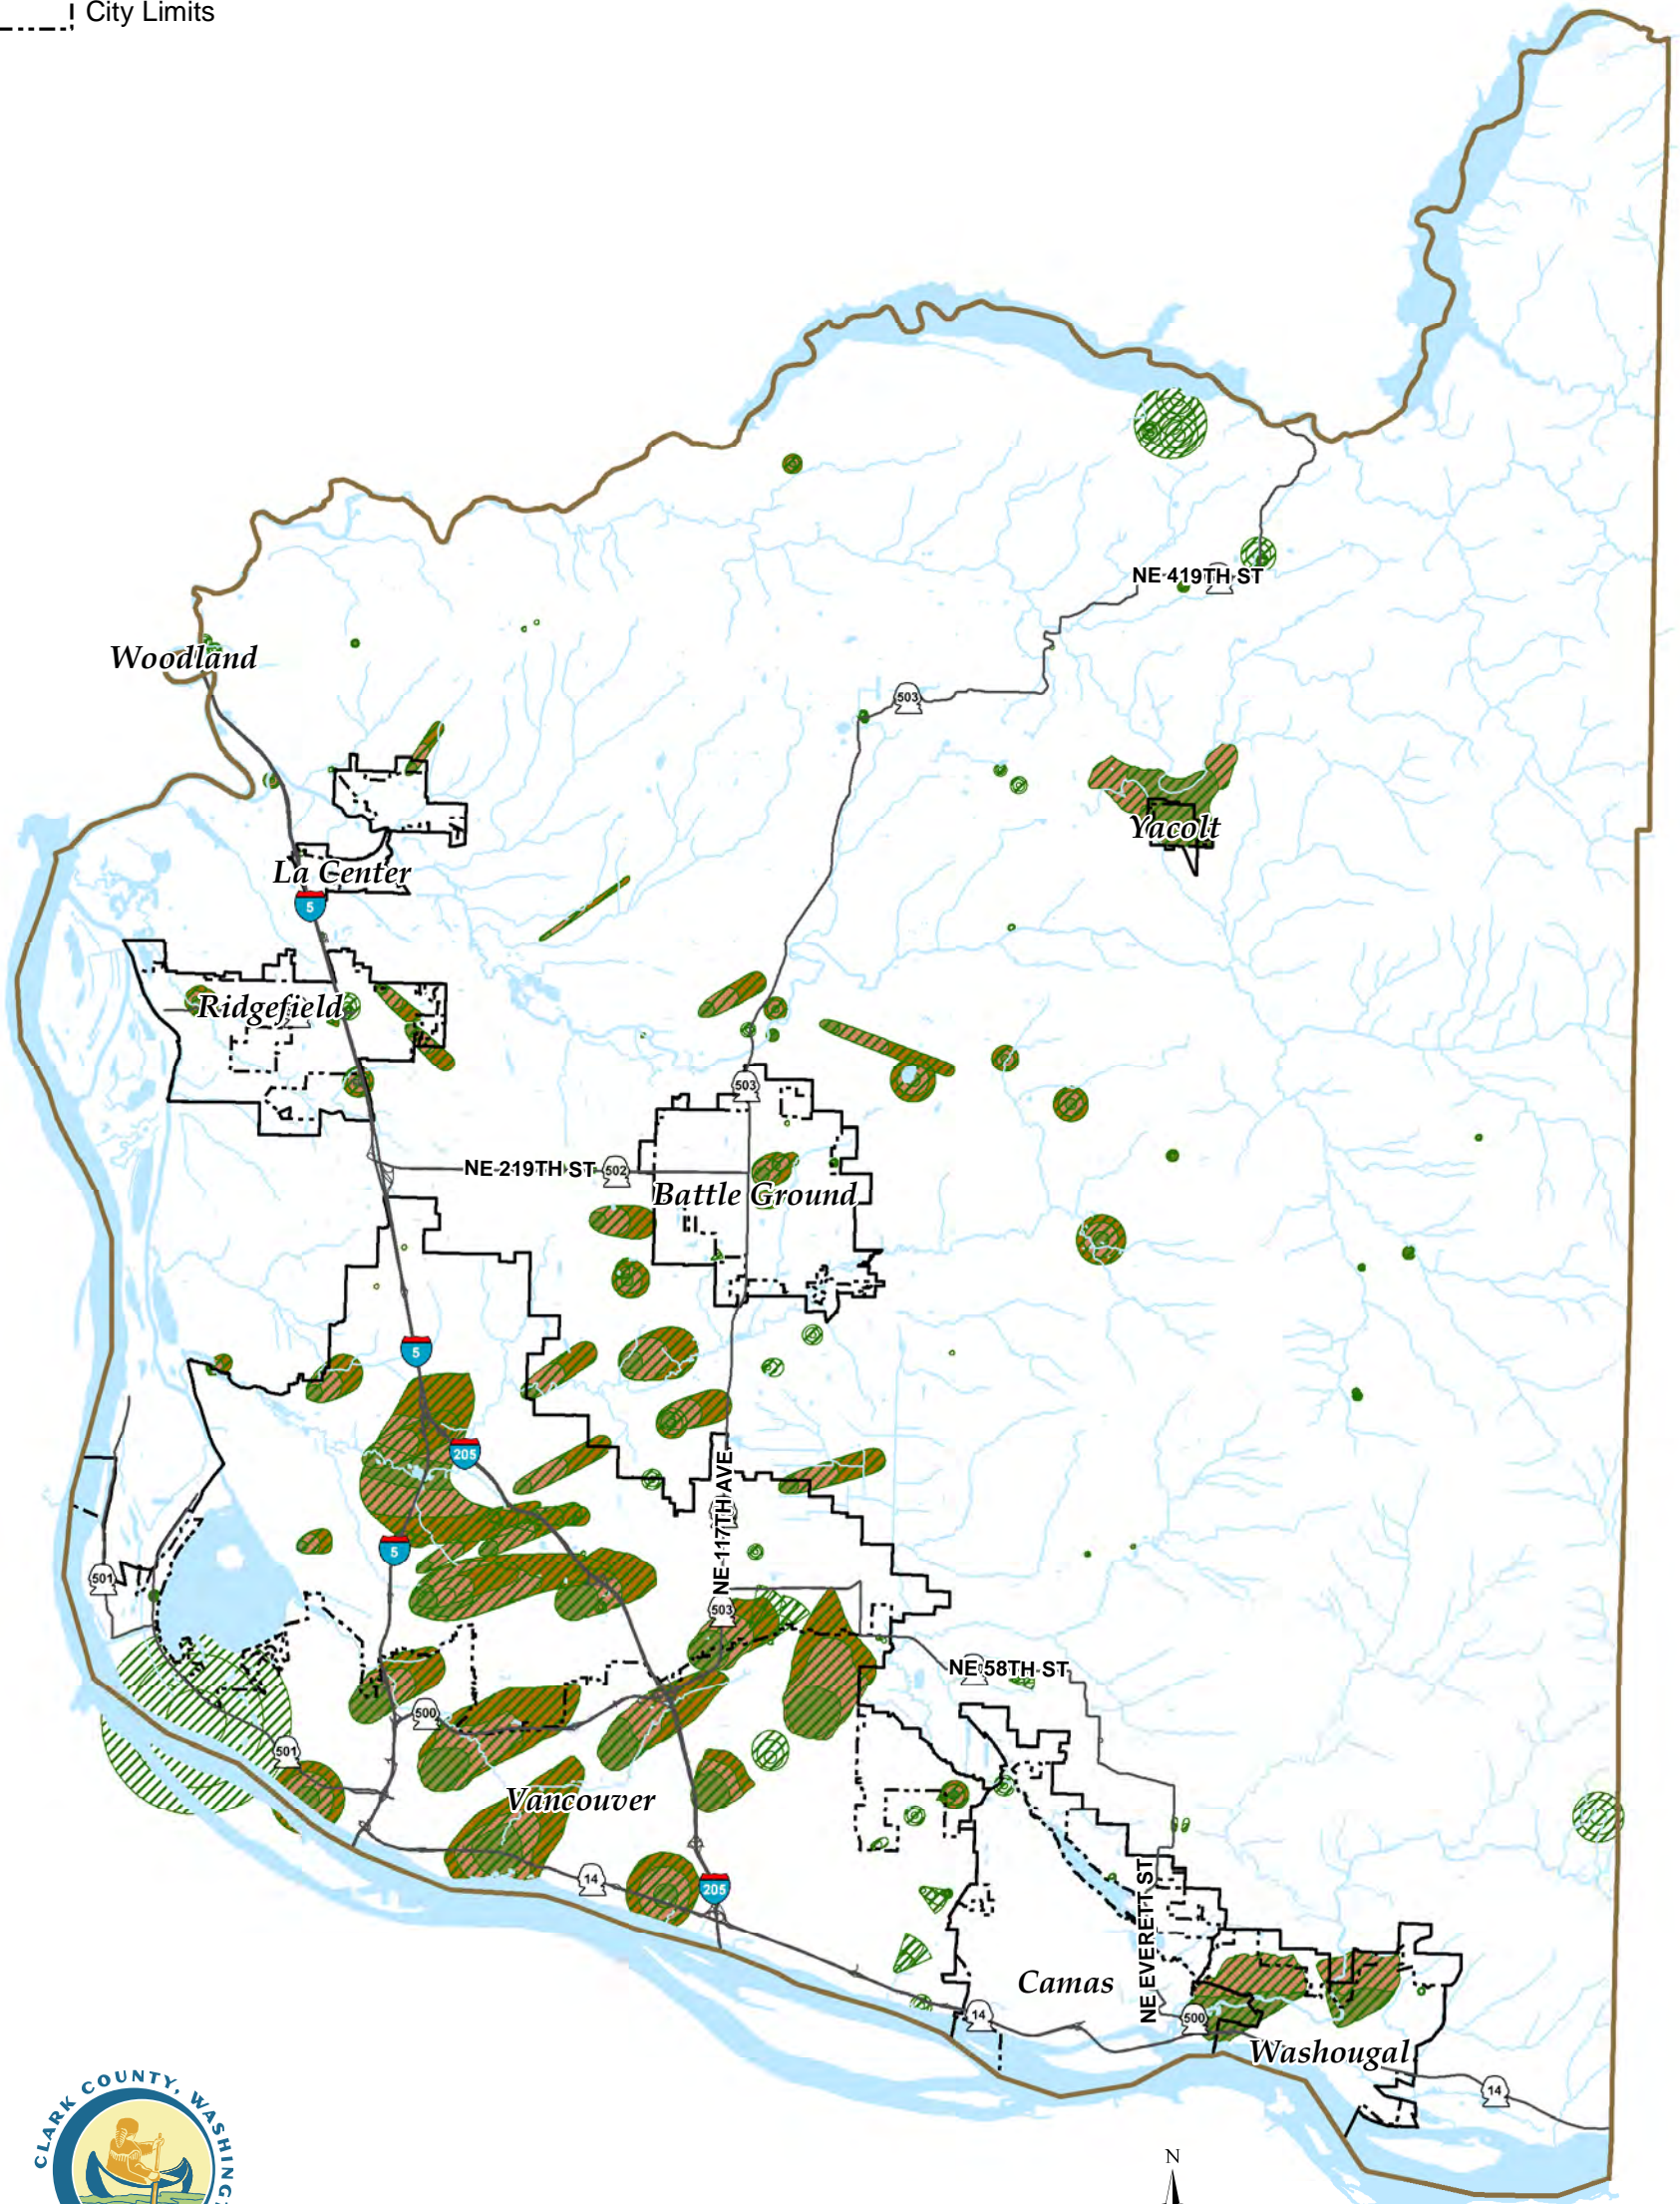 City Limits
NE 419TH ST
Woodland
503
Yacolt
La Center
5
Ridgefield
503
NE 219TH ST
502
Battle Ground
5
205
NE 117TH AVE
5
501
503
NE 58TH ST
500
501
Vancouver
14
205
NE EVERETT ST
Camas
14
500
Washougal
14
CLARK COUNTY, WASHING
N